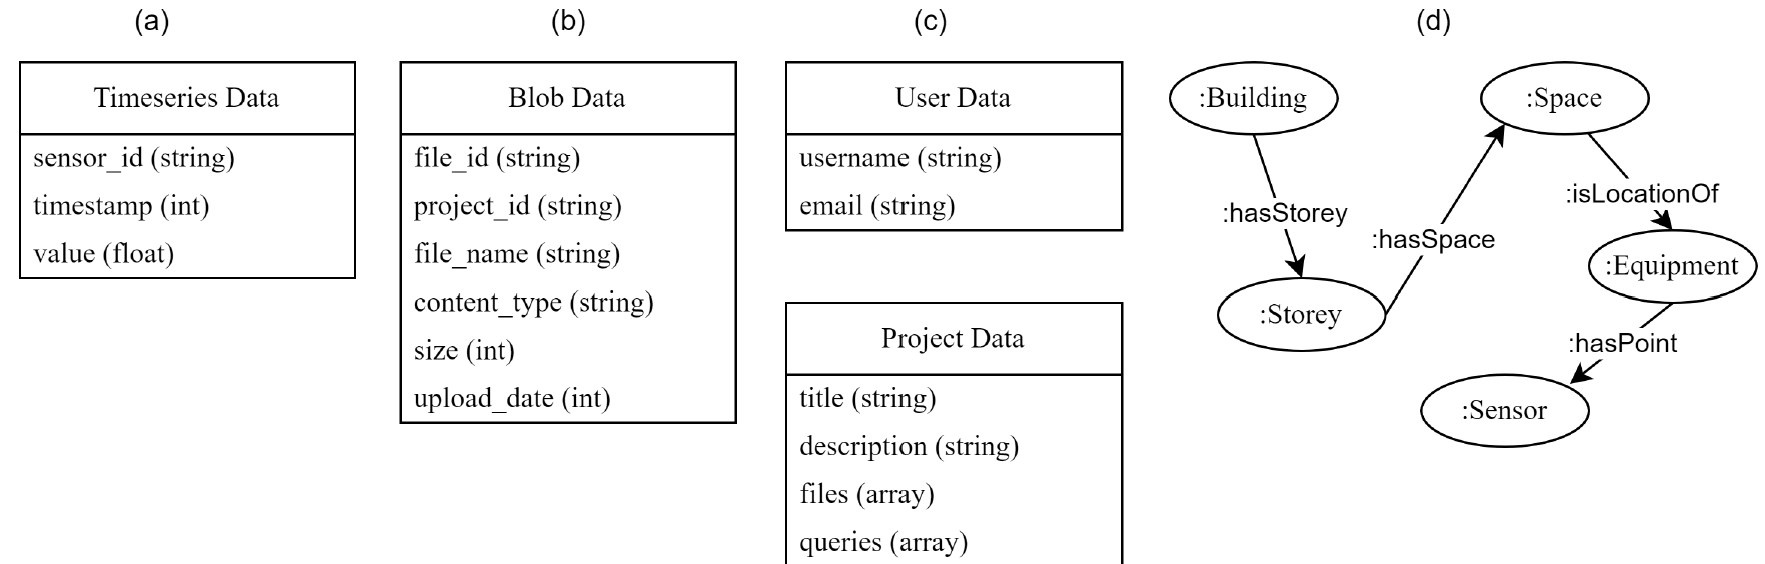 (a)
Timeseries Data
sensor_id (string)
timestamp (int)
value (float)
(b)
Blob Data
file_id (string)
project_id (string)
file_name (string)
content_type (string)
size (int)
upload_date (int)
(c)
User Data
username (string)
email (string)
Project Data
title (string)
description (string)
files (array)
queries (array)
(d)
:Building
:hasStorey
:Storey
:hasSpace
:Space
:isLocationOf
:Equipment
:hasPoint
:Sensor